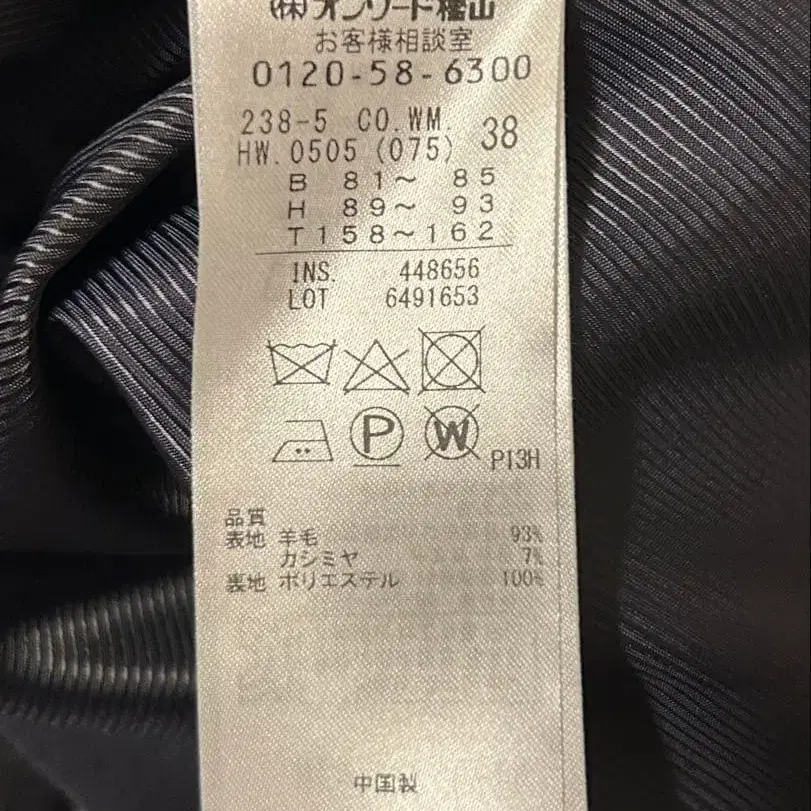 (株)オンワード樫山
お客様相談室
0120-58-6300
238-5 CO.WM. 38
HW.0505(075)
B 81～ 85
H 89～ 93
T158～162
INS. 448656
LOT 6491653
P W P13H
品質
表地 羊毛 93%
カシミヤ 7%
裏地 ポリエステル 100%
中国製